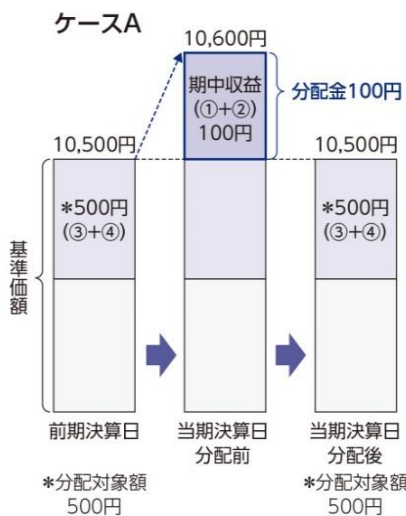 ケースA
10,600円
期中収益
(①+②)
100円
分配金100円
10,500円
10,500円
*500円
(③+④)
*500円
(③+④)
基準価額
前期決算日
当期決算日
分配前
当期決算日
分配後
*分配対象額
500円
*分配対象額
500円